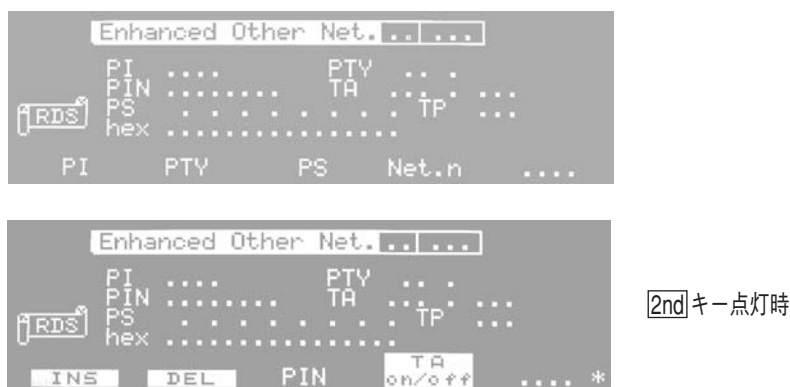 Enhanced Other Net. .. ...
PI .... PTY .. .
PIN ........ TA ... . ...
RDS PS . . . . . . . . TP ...
hex ................
PI PTY PS Net.n ....
Enhanced Other Net. .. ...
PI .... PTY .. .
PIN ........ TA ... . ...
RDS PS . . . . . . . . TP ...
hex ................
INS DEL PIN TA on/off .... *
2ndキー点灯時